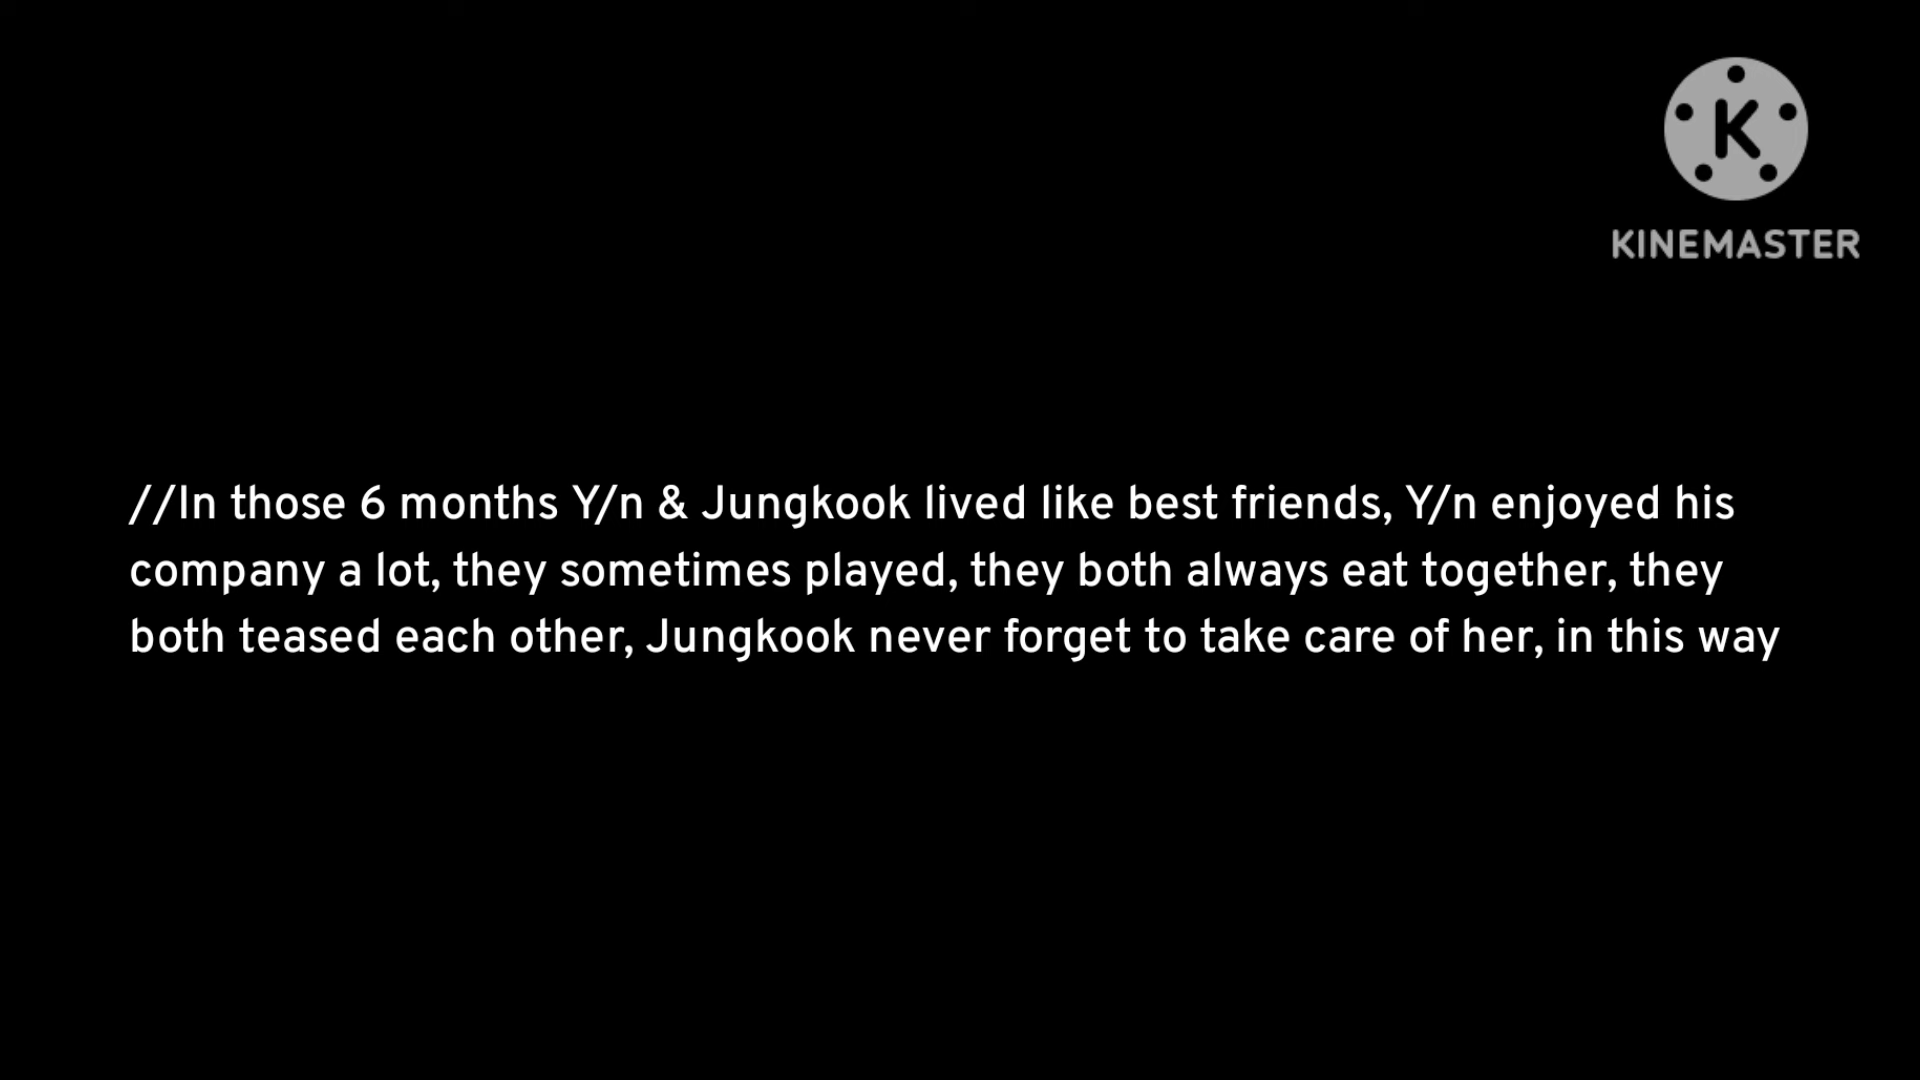 K
KINEMASTER
//In those 6 months Y/n & Jungkook lived like best friends, Y/n enjoyed his
company a lot, they sometimes played, they both always eat together, they
both teased each other, Jungkook never forget to take care of her, in this way